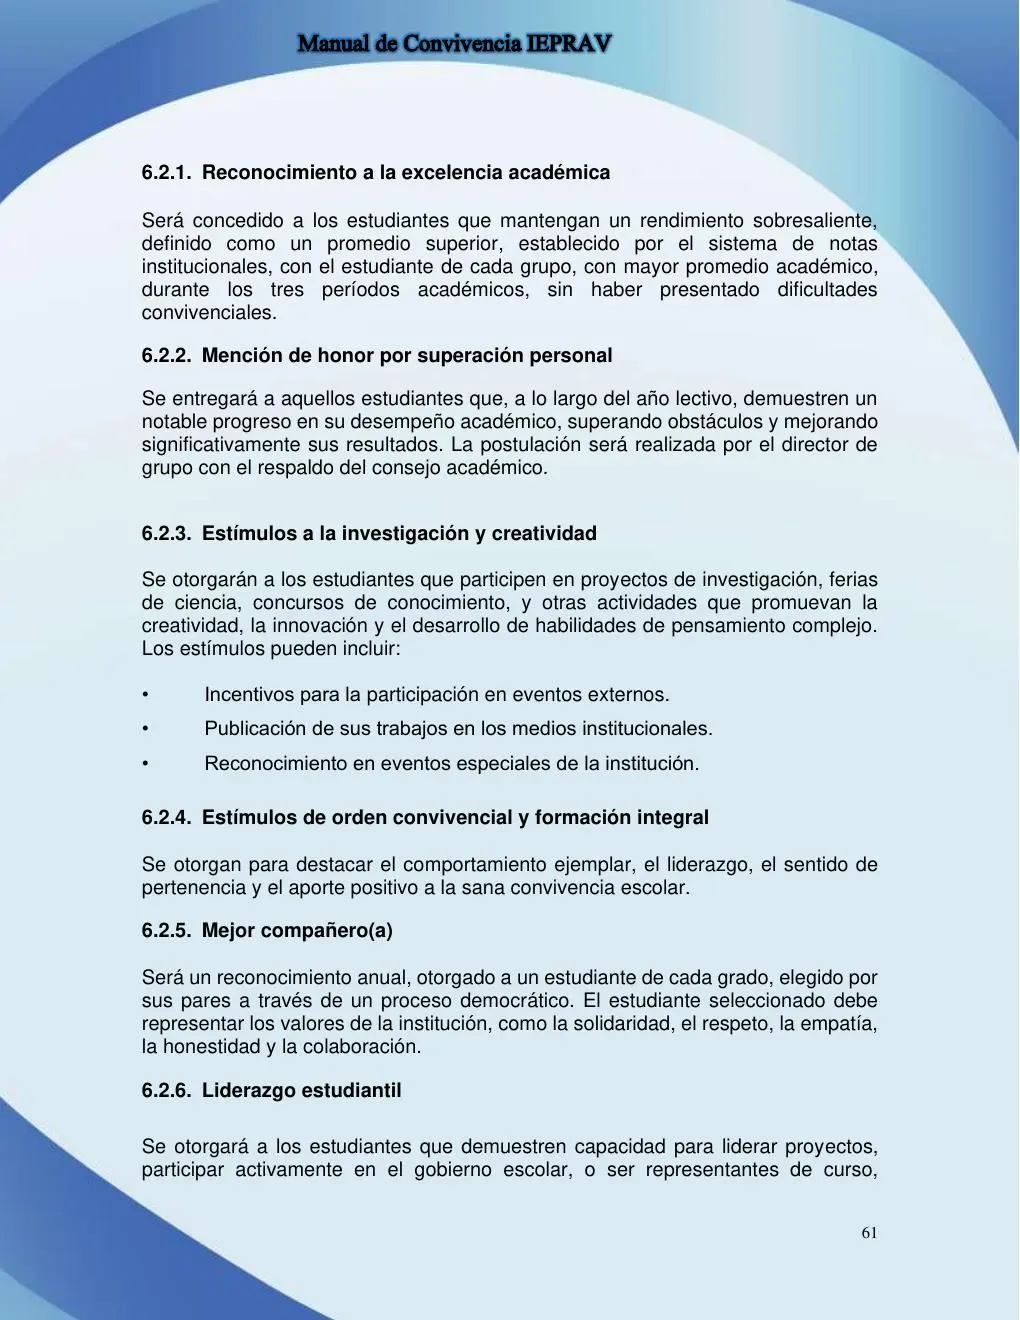 Manual de Convivencia IEPRAV
6.2.1. Reconocimiento a la excelencia académica
Será concedido a los estudiantes que mantengan un rendimiento sobresaliente,
definido como un promedio superior, establecido por el sistema de notas
institucionales, con el estudiante de cada grupo, con mayor promedio académico,
durante los tres períodos académicos, sin haber presentado dificultades
convivenciales.
6.2.2. Mención de honor por superación personal
Se entregará a aquellos estudiantes que, a lo largo del año lectivo, demuestren un
notable progreso en su desempeño académico, superando obstáculos y mejorando
significativamente sus resultados. La postulación será realizada por el director de
grupo con el respaldo del consejo académico.
6.2.3. Estímulos a la investigación y creatividad
Se otorgarán a los estudiantes que participen en proyectos de investigación, ferias
de ciencia, concursos de conocimiento, y otras actividades que promuevan la
creatividad, la innovación y el desarrollo de habilidades de pensamiento complejo.
Los estímulos pueden incluir:
• Incentivos para la participación en eventos externos.
• Publicación de sus trabajos en los medios institucionales.
• Reconocimiento en eventos especiales de la institución.
6.2.4. Estímulos de orden convivencial y formación integral
Se otorgan para destacar el comportamiento ejemplar, el liderazgo, el sentido de
pertenencia y el aporte positivo a la sana convivencia escolar.
6.2.5. Mejor compañero(a)
Será un reconocimiento anual, otorgado a un estudiante de cada grado, elegido por
sus pares a través de un proceso democrático. El estudiante seleccionado debe
representar los valores de la institución, como la solidaridad, el respeto, la empatía,
la honestidad y la colaboración.
6.2.6. Liderazgo estudiantil
Se otorgará a los estudiantes que demuestren capacidad para liderar proyectos,
participar activamente en el gobierno escolar, o ser representantes de curso,
61